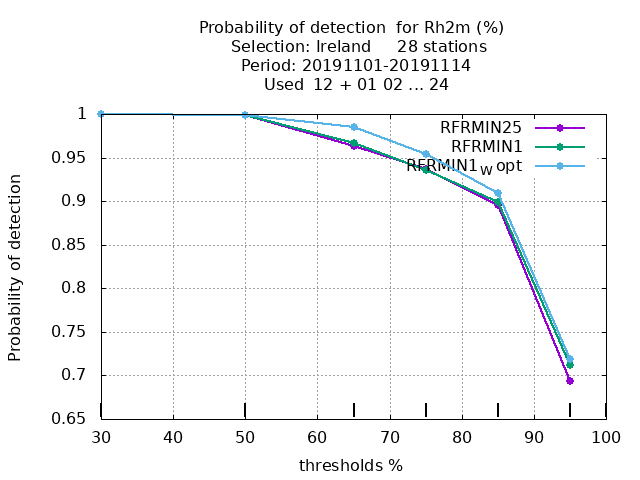 Probability of detection for Rh2m (%)
Selection: Ireland 28 stations
Period: 20191101-20191114
Used 12 + 01 02 ... 24
RFRMIN25
RFRMIN1
RFRMIN1W opt
Probability of detection
1
0.95
0.9
0.85
0.8
0.75
0.7
0.65
30 40 50 60 70 80 90 100
thresholds %